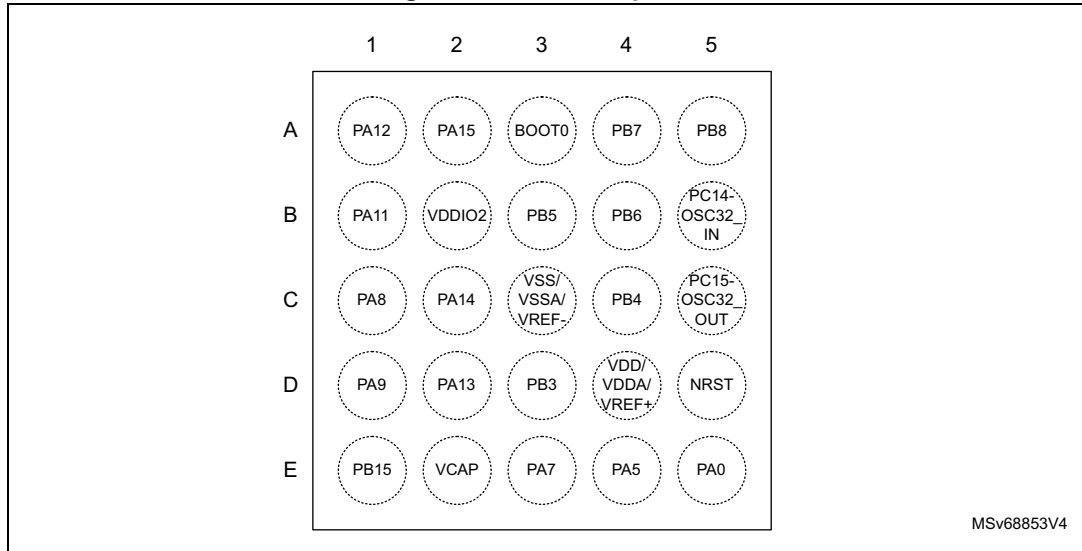 1 2 3 4 5
A PA12 PA15 BOOT0 PB7 PB8
B PA11 VDDIO2 PB5 PB6 PC14-
OSC32_
IN
C PA8 PA14 VSS/
VSSA/
VREF- PB4 PC15-
OSC32_
OUT
D PA9 PA13 PB3 VDD/
VDDA/
VREF+ NRST
E PB15 VCAP PA7 PA5 PA0
MSv68853V4